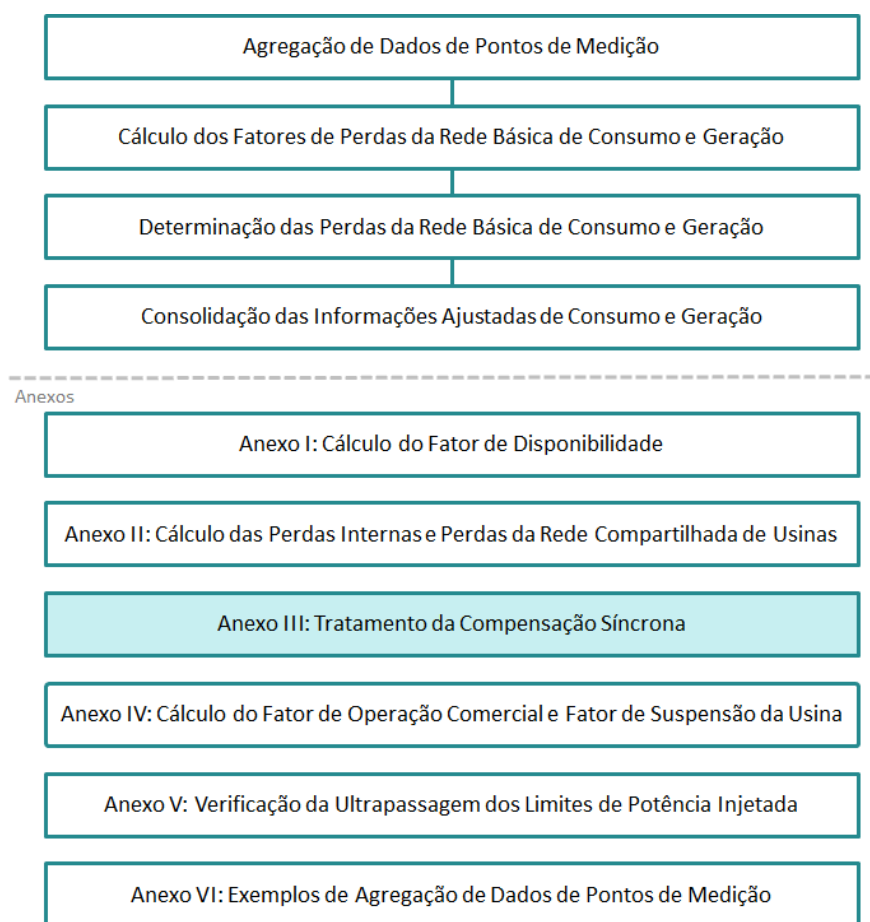 Agregação de Dados de Pontos de Medição
Cálculo dos Fatores de Perdas da Rede Básica de Consumo e Geração
Determinação das Perdas da Rede Básica de Consumo e Geração
Consolidação das Informações Ajustadas de Consumo e Geração
Anexos
Anexo I: Cálculo do Fator de Disponibilidade
Anexo II: Cálculo das Perdas Internas e Perdas da Rede Compartilhada de Usinas
Anexo III: Tratamento da Compensação Síncrona
Anexo IV: Cálculo do Fator de Operação Comercial e Fator de Suspensão da Usina
Anexo V: Verificação da Ultrapassagem dos Limites de Potência Injetada
Anexo VI: Exemplos de Agregação de Dados de Pontos de Medição